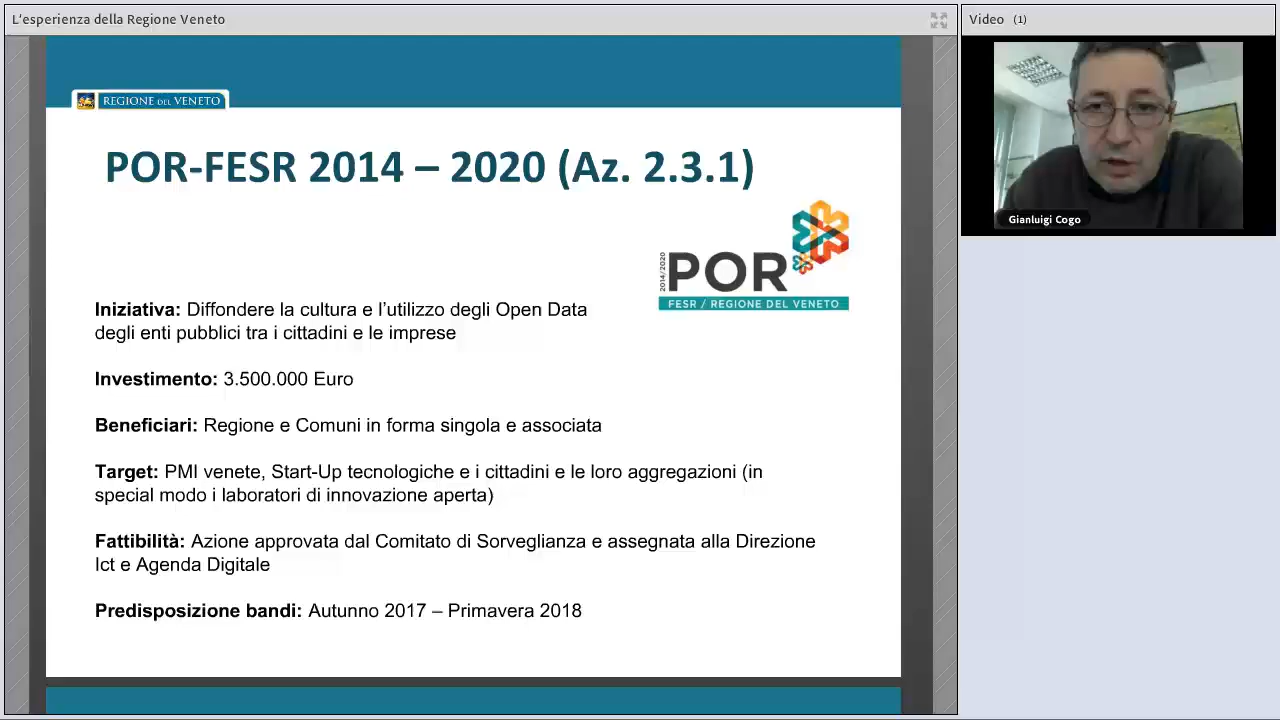 L'esperienza della Regione Veneto
Video (1)
REGIONE DEL VENETO
POR-FESR 2014 – 2020 (Az. 2.3.1)
2014/2020
POR
FESR / REGIONE DEL VENETO
Iniziativa: Diffondere la cultura e l’utilizzo degli Open Data
degli enti pubblici tra i cittadini e le imprese
Investimento: 3.500.000 Euro
Beneficiari: Regione e Comuni in forma singola e associata
Target: PMI venete, Start-Up tecnologiche e i cittadini e le loro aggregazioni (in
special modo i laboratori di innovazione aperta)
Fattibilità: Azione approvata dal Comitato di Sorveglianza e assegnata alla Direzione
Ict e Agenda Digitale
Predisposizione bandi: Autunno 2017 – Primavera 2018
Gianluigi Cogo